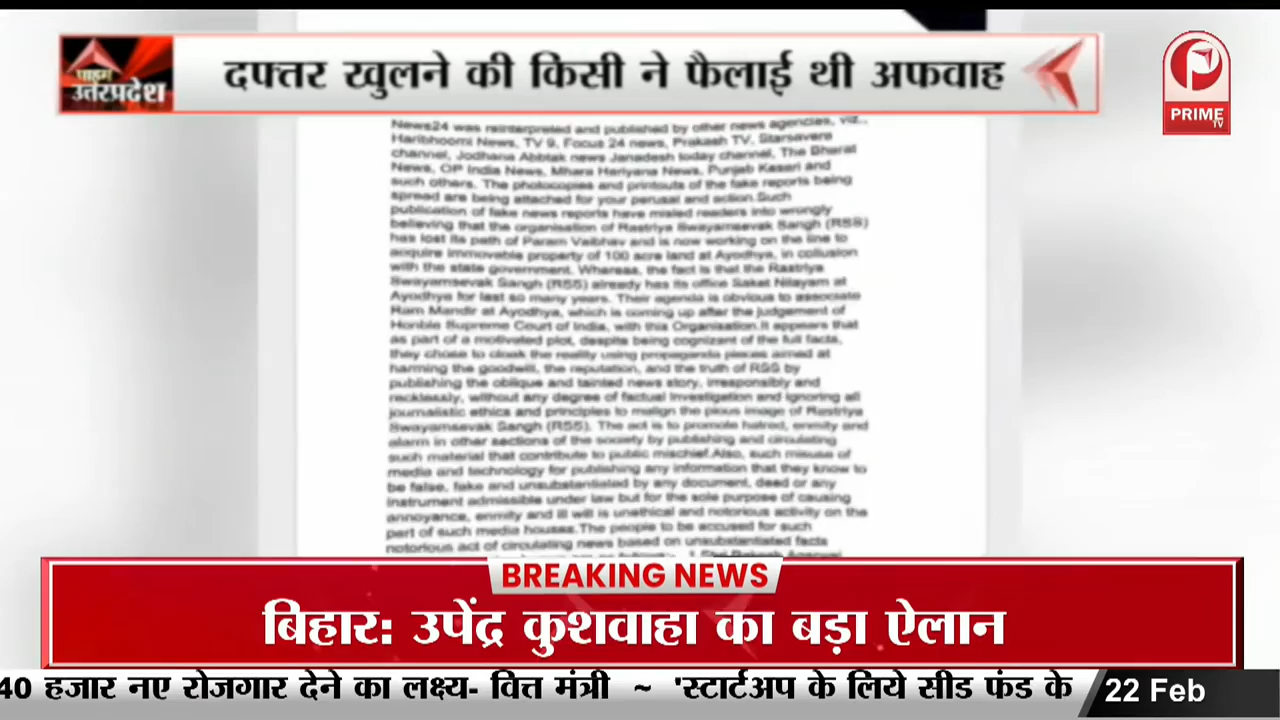 दफ्तर खुलने की किसी ने फैलाई थी अफवाह
प्राइम
उत्तरप्रदेश
PRIME
TV
News24 was reinterpreted and published by other news agencies, viz.,
Haribhoomi News, TV 9, Focus 24 news, Prakash TV, Starsavera
channel, Jodhana Abbtak news Janadesh today channel, The Bharat
News, OP India News, Mhara Hariyana News, Punjab Kasari and
such others. The photocopies and printouts of the fake reports being
spread are being attached for your perusal and action.Such
publication of fake news reports have misled readers into wrongly
believing that the organisation of Rastriya Swayamsevak Sangh (RSS)
has lost its path of Param Vaibhav and is now working on the line to
acquire immovable property of 100 acre land at Ayodhya, in collusion
with the state government. Whereas, the fact is that the Rastriya
Swayamsevak Sangh (RSS) already has its office Saket Nilayam at
Ayodhya for last so many years. Their agenda is obvious to associate
Ram Mandir at Ayodhya, which is coming up after the judgement of
Honble Supreme Court of India, with this Organisation.It appears that
as part of a motivated plot, despite being cognizant of the full facts,
they chose to cloak the reality using propaganda pieces aimed at
harming the goodwill, the reputation, and the truth of RSS by
publishing the oblique and tainted news story, irresponsibly and
recklessly, without any degree of factual investigation and ignoring all
journalistic ethics and principles to malign the pious image of Rastriya
Swayamsevak Sangh (RSS). The act is to promote hatred, enmity and
alarm in other sections of the society by publishing and circulating
such material that contribute to public mischief.Also, such misuse of
media and technology for publishing any information that they know to
be false, fake and unsubstantiated by any document, deed or any
instrument admissible under law but for the sole purpose of causing
annoyance, enmity and ill will is unethical and notorious activity on the
part of such media houses.The people to be accused for such
notorious act of circulating news based on unsubstantiated facts
BREAKING NEWS
बिहार: उपेंद्र कुशवाहा का बड़ा ऐलान
40 हजार नए रोजगार देने का लक्ष्य- वित्त मंत्री ~ 'स्टार्टअप के लिये सीड फंड के
22 Feb